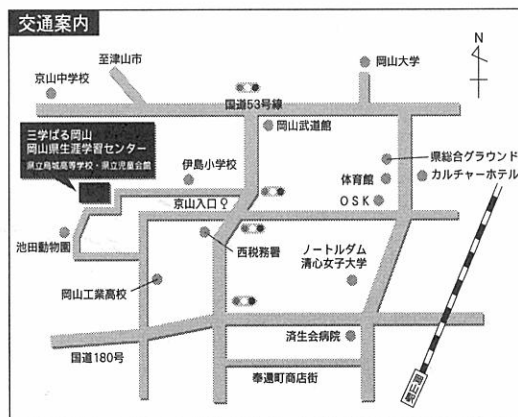 交通案内
N
至津山市
岡山大学
京山中学校
国道53号線
岡山武道館
三学ぱる岡山
岡山県生涯学習センター
県立烏城高等学校・県立児童会館
伊島小学校
県総合グラウンド
体育館
カルチャーホテル
京山入口
OSK
池田動物園
西税務署
ノートルダム
清心女子大学
岡山工業高校
済生会病院
国道180号
奉還町商店街
岡山駅